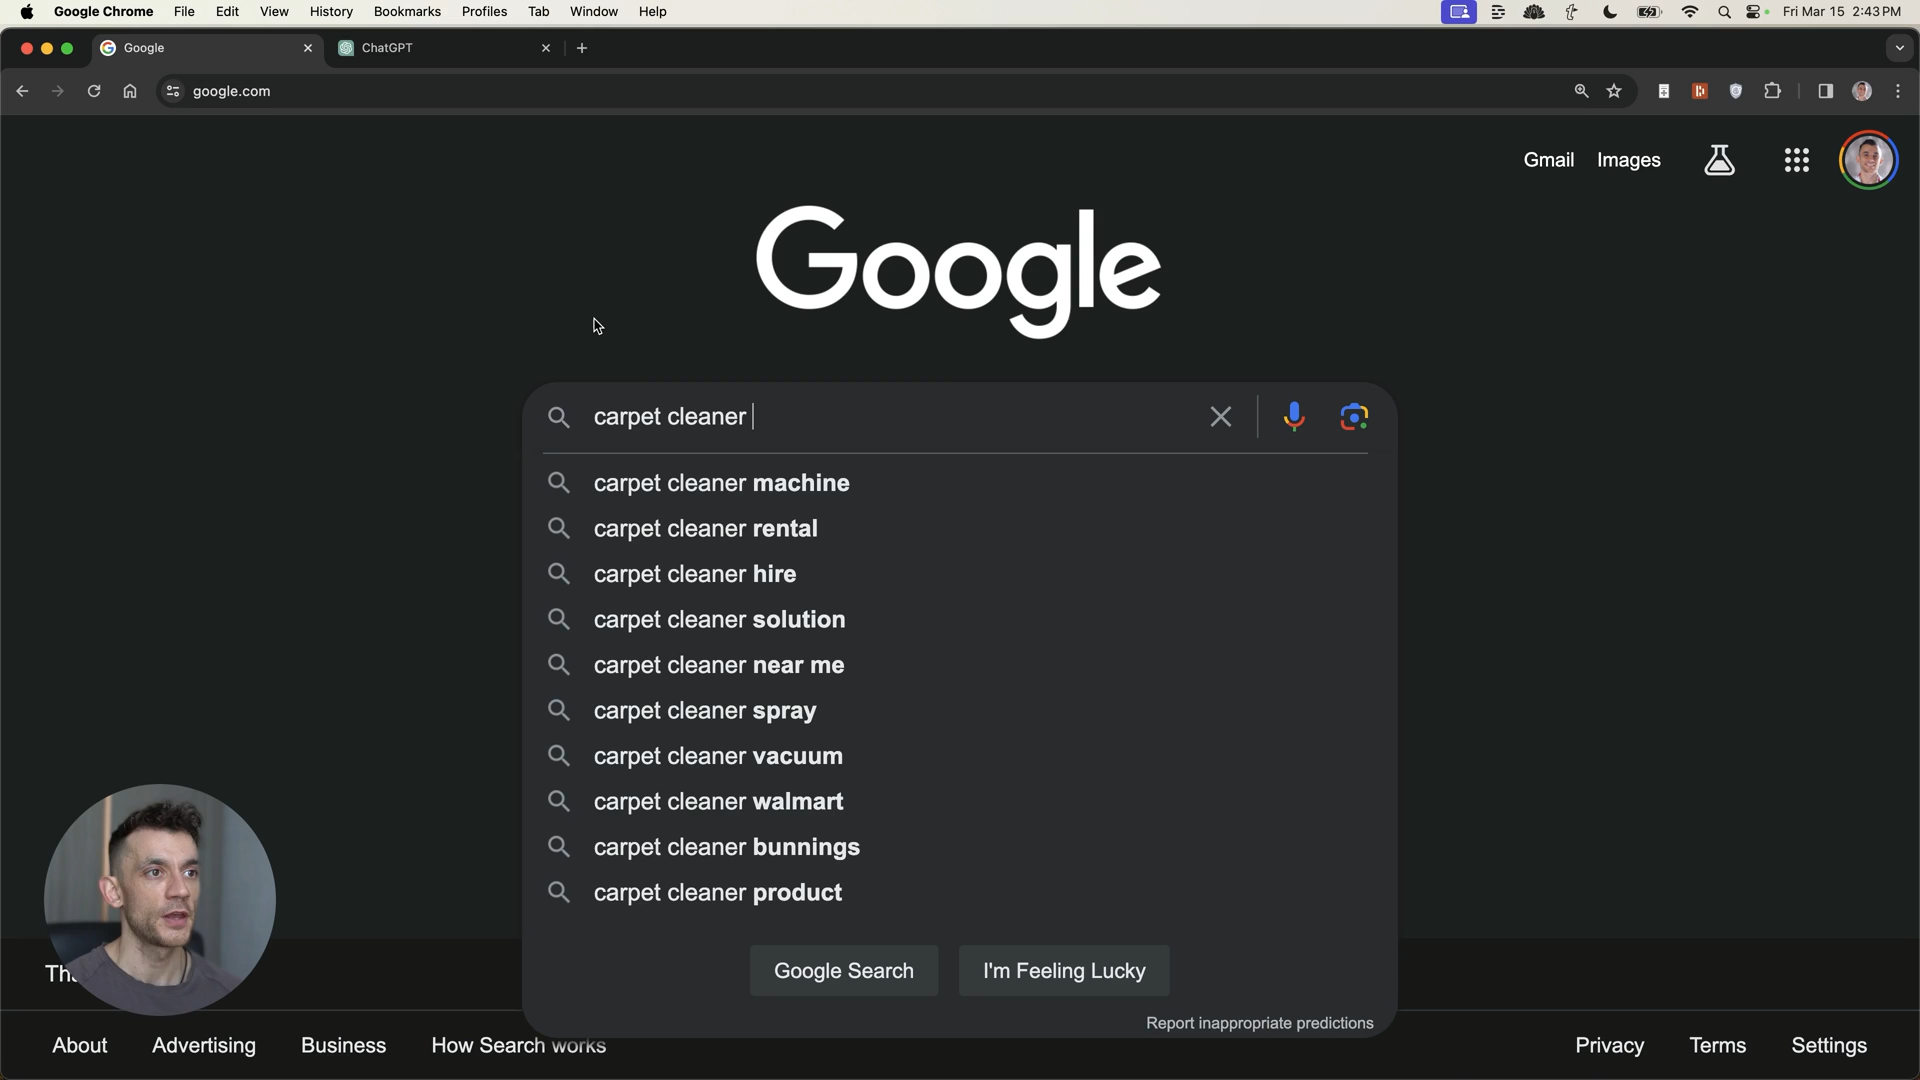 Google Chrome File Edit View History Bookmarks Profiles Tab Window Help Fri Mar 15 2:43 PM
Google ChatGPT
google.com
Gmail Images
Google
carpet cleaner
carpet cleaner machine
carpet cleaner rental
carpet cleaner hire
carpet cleaner solution
carpet cleaner near me
carpet cleaner spray
carpet cleaner vacuum
carpet cleaner walmart
carpet cleaner bunnings
carpet cleaner product
Google Search I'm Feeling Lucky
Report inappropriate predictions
About Advertising Business How Search works Privacy Terms Settings